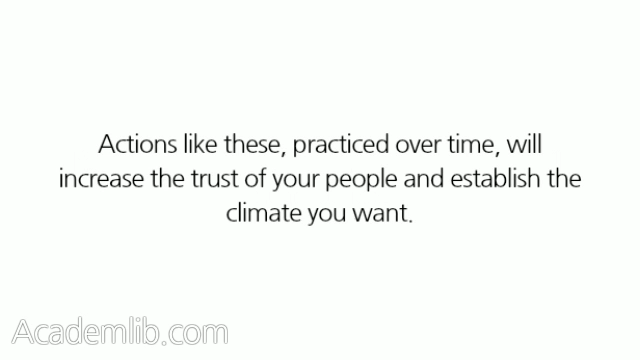 Actions like these, practiced over time, will
increase the trust of your people and establish the
climate you want.
Academlib.com